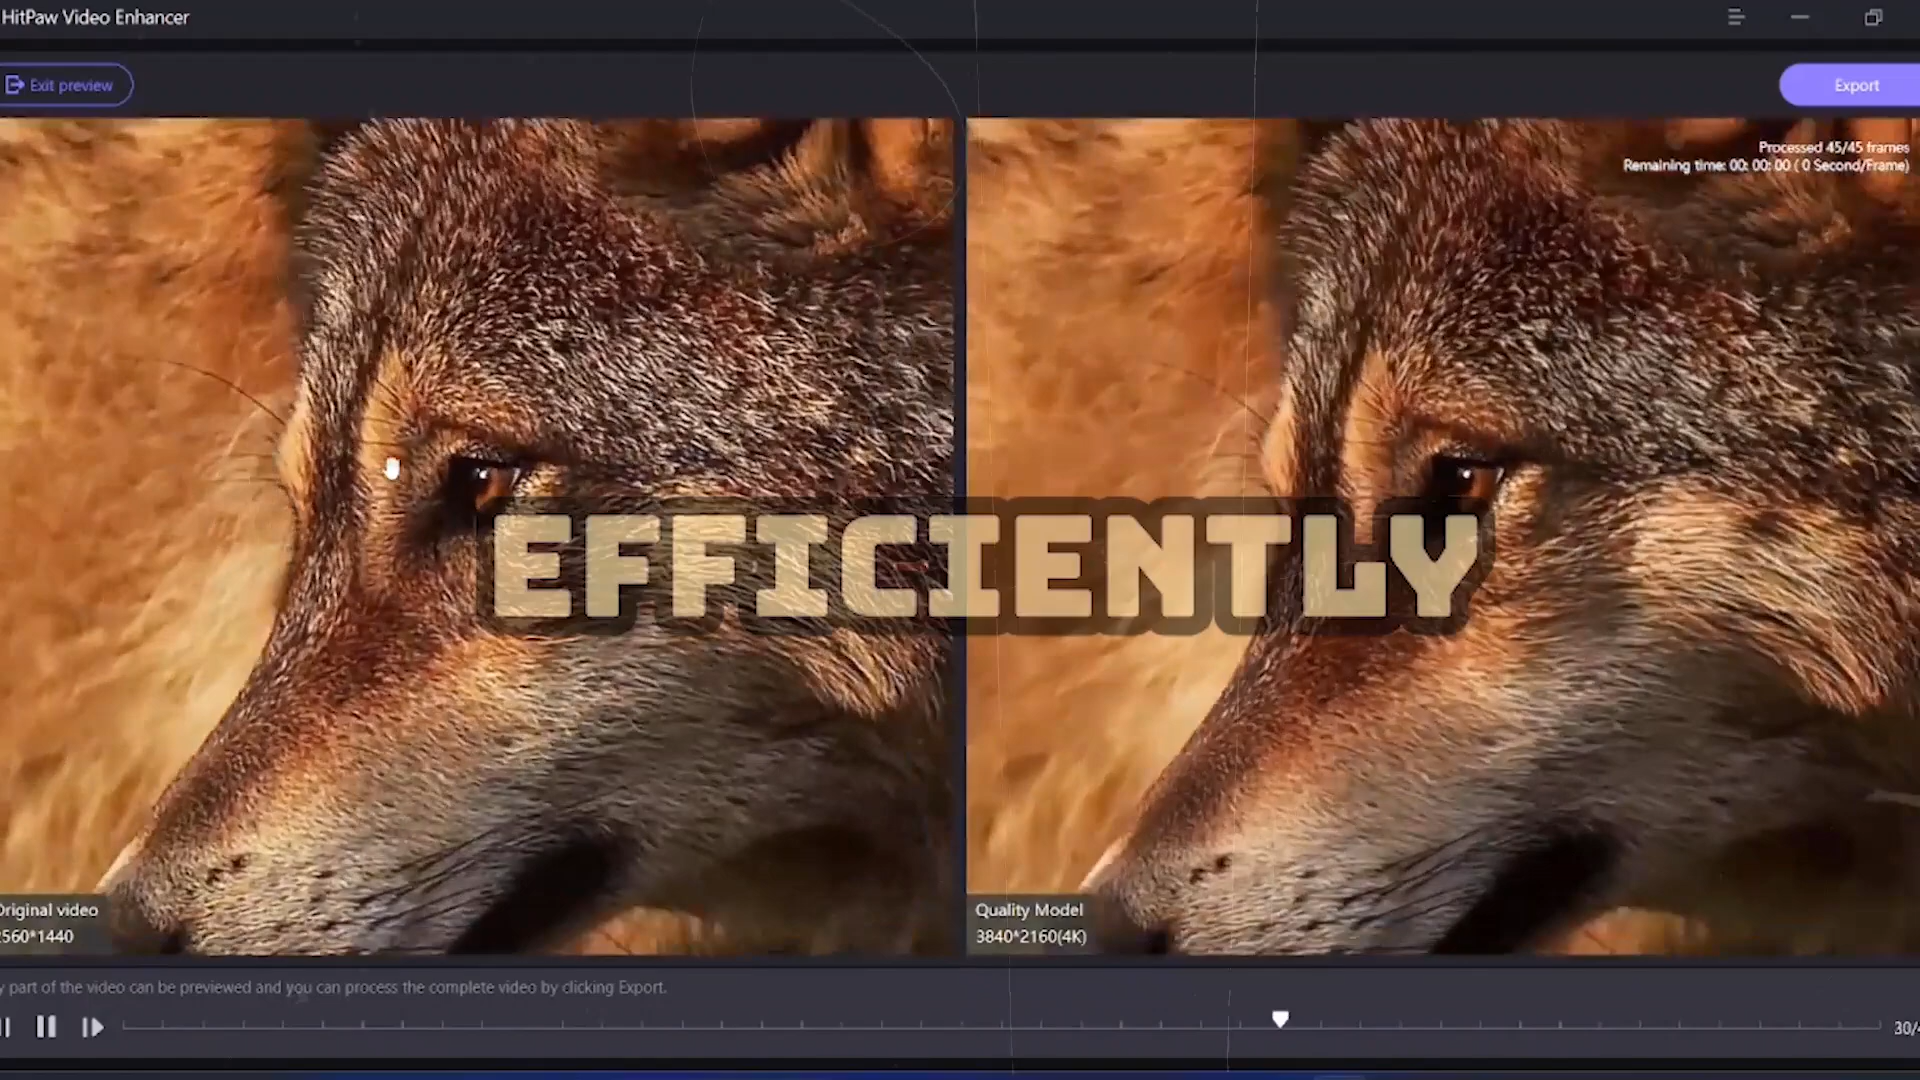 HitPaw Video Enhancer
Exit preview
Export
Processed 45/45 frames
Remaining time: 00: 00: 00 ( 0 Second/Frame)
EFFICIENTLY
Original video
2560*1440
Quality Model
3840*2160(4K)
part of the video can be previewed and you can process the complete video by clicking Export.
30/